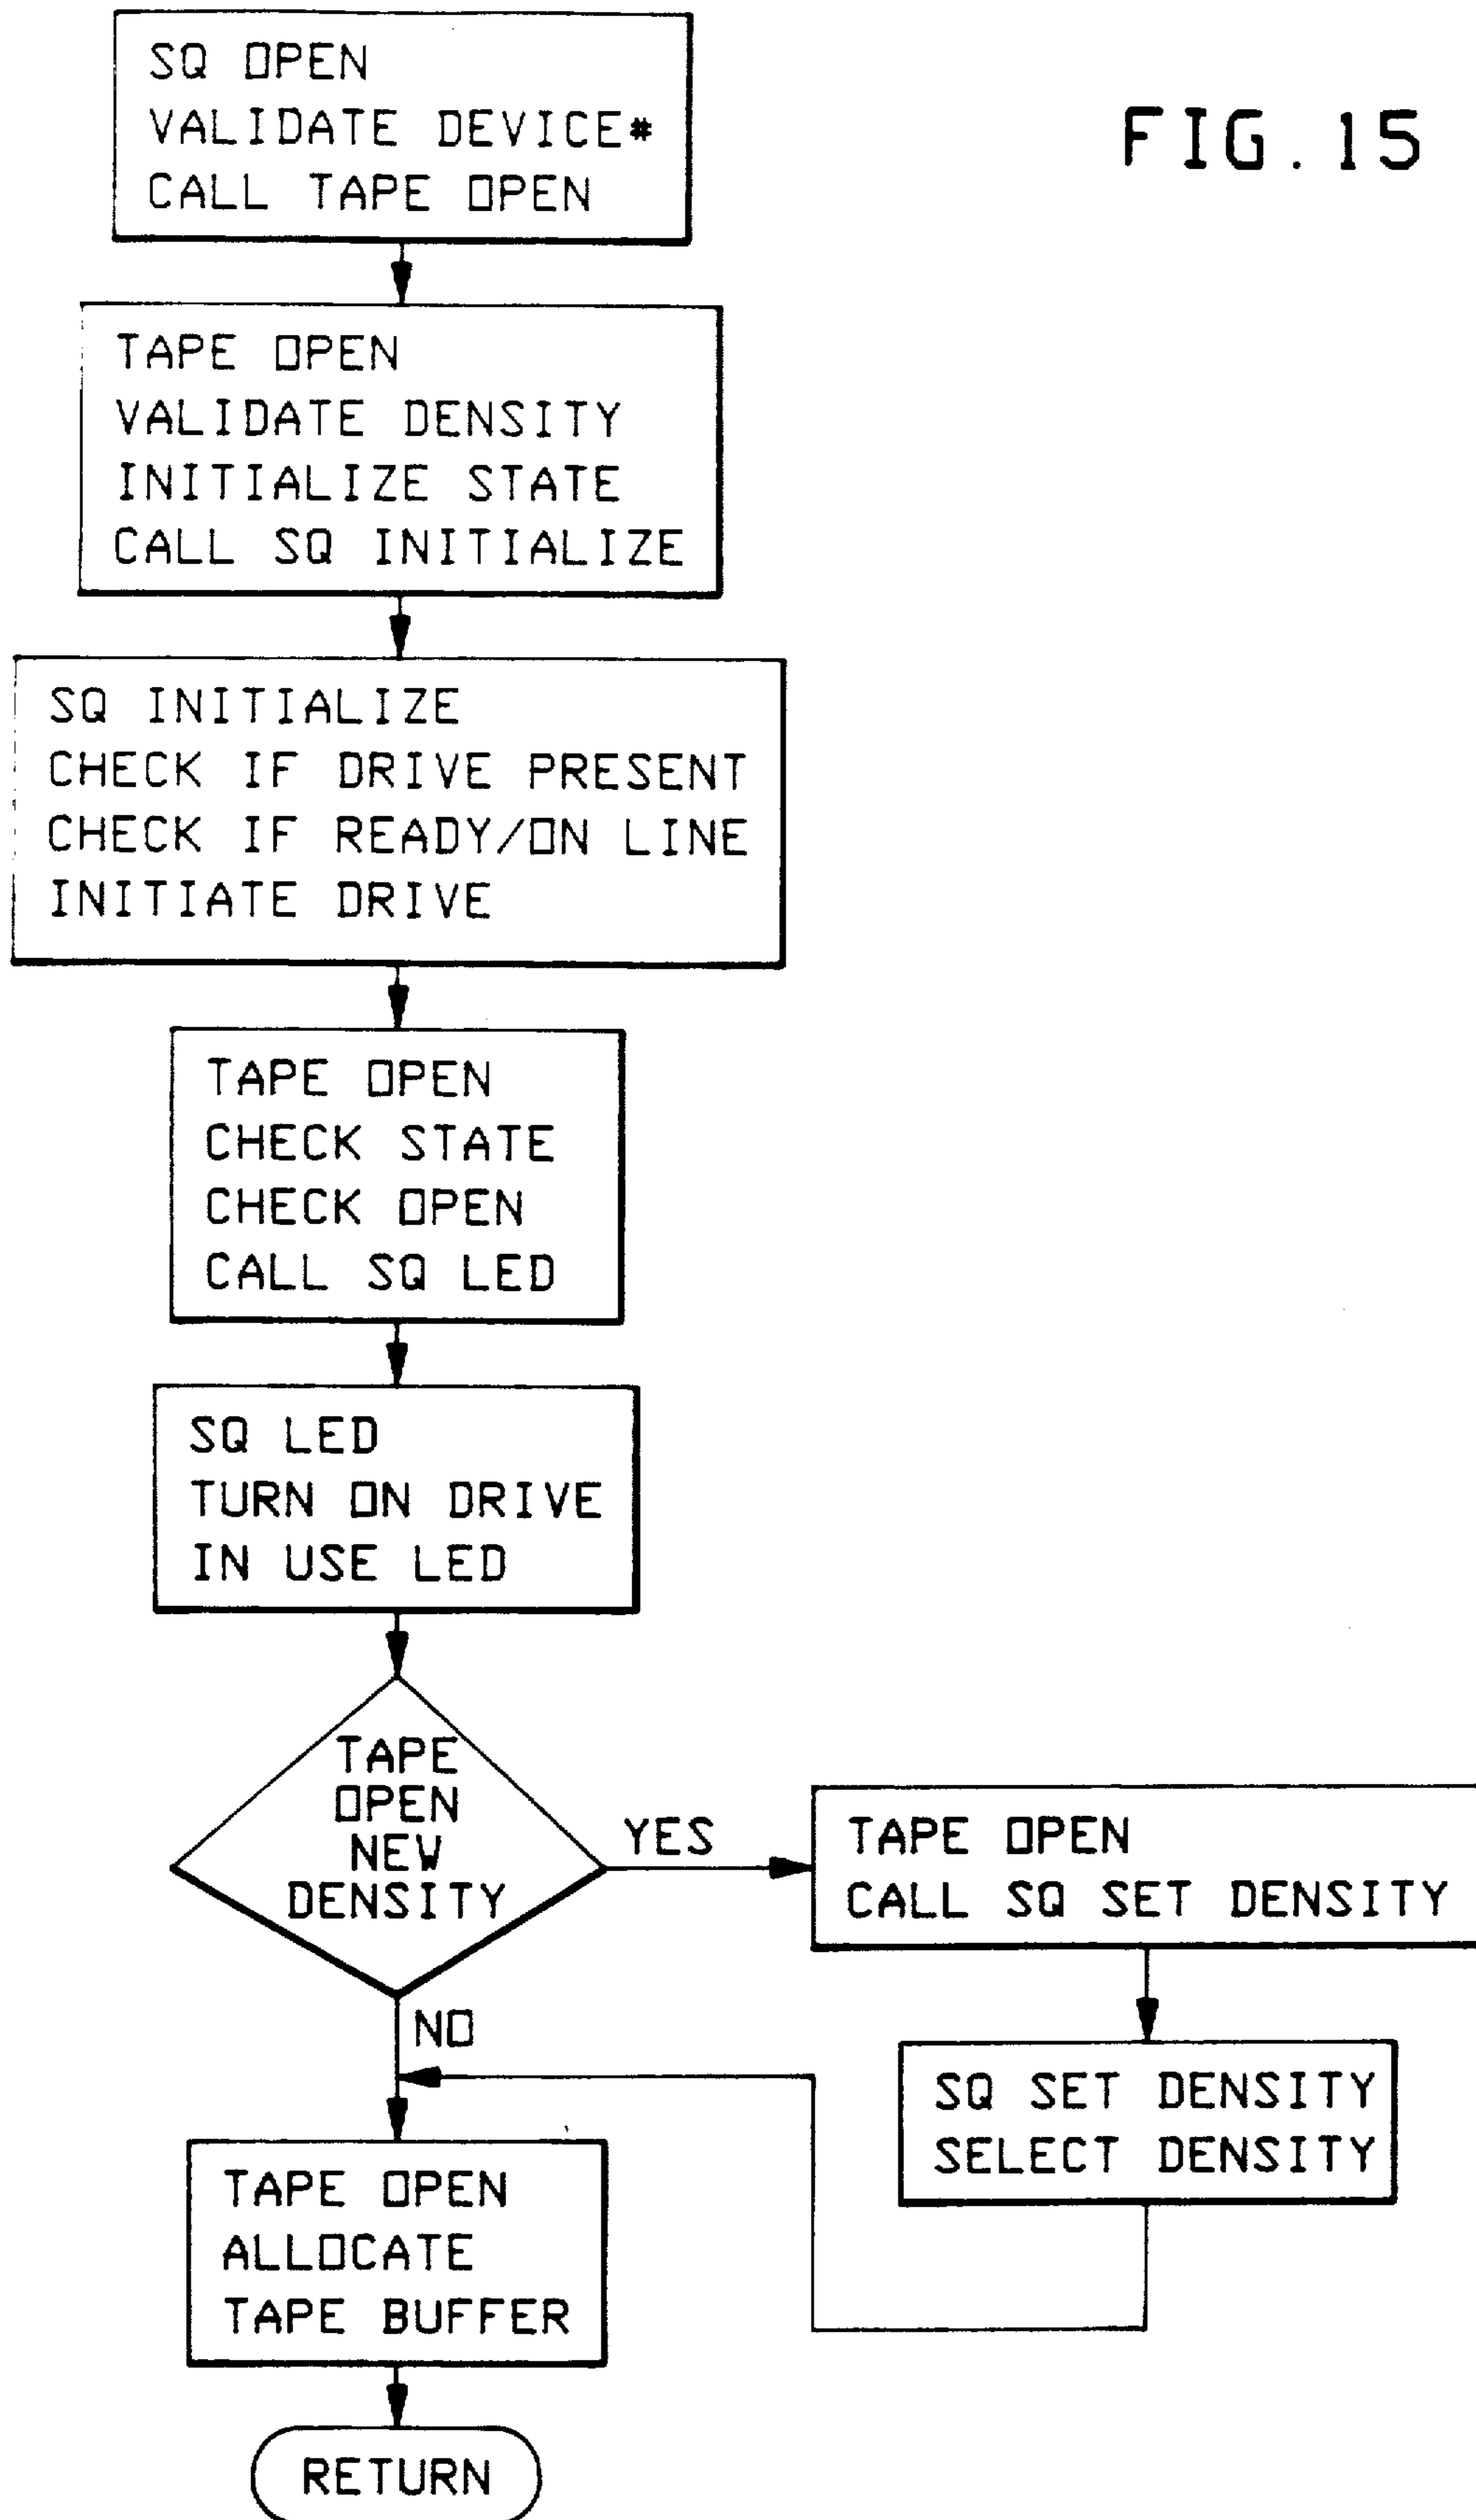 FIG. 15
SQ OPEN
VALIDATE DEVICE#
CALL TAPE OPEN
TAPE OPEN
VALIDATE DENSITY
INITIALIZE STATE
CALL SQ INITIALIZE
SQ INITIALIZE
CHECK IF DRIVE PRESENT
CHECK IF READY/ON LINE
INITIATE DRIVE
TAPE OPEN
CHECK STATE
CHECK OPEN
CALL SQ LED
SQ LED
TURN ON DRIVE
IN USE LED
TAPE
OPEN
NEW
DENSITY
YES
TAPE OPEN
CALL SQ SET DENSITY
NO
SQ SET DENSITY
SELECT DENSITY
TAPE OPEN
ALLOCATE
TAPE BUFFER
RETURN